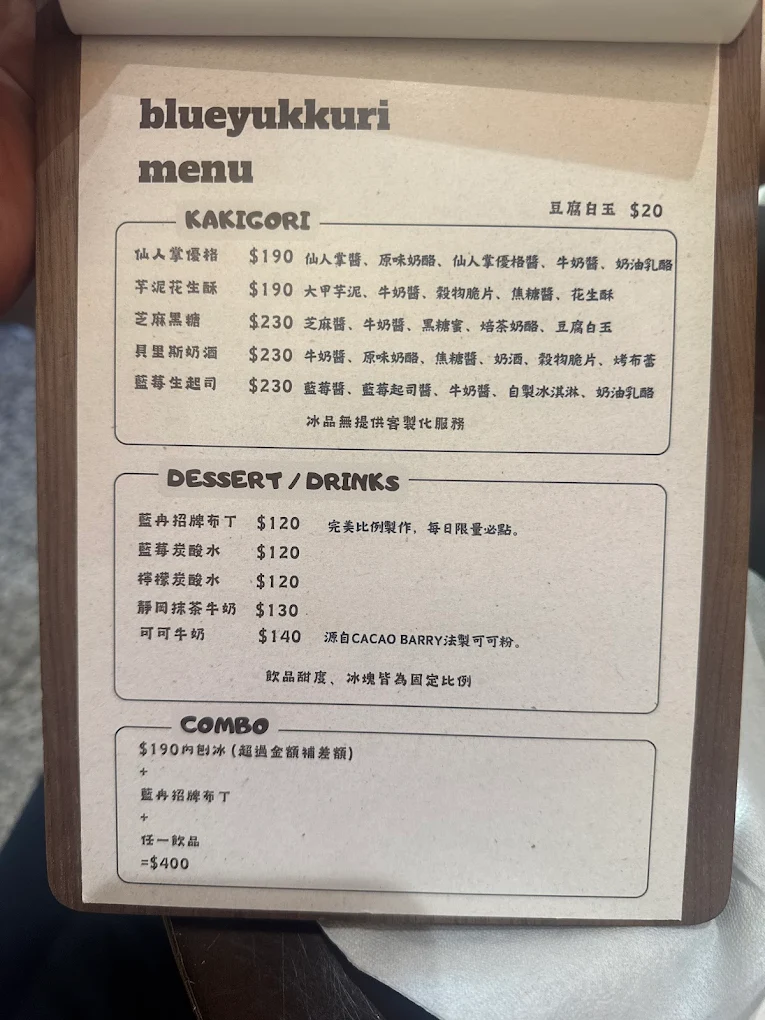 blueyukkuri
menu
豆腐白玉 $20
KAKIGORI
仙人掌優格 $190 仙人掌醬、原味奶酪、仙人掌優格醬、牛奶醬、奶油乳酪
芋泥花生酥 $190 大甲芋泥、牛奶醬、穀物脆片、焦糖醬、花生酥
芝麻黑糖 $230 芝麻醬、牛奶醬、黑糖蜜、焙茶奶酪、豆腐白玉
貝里斯奶酒 $230 牛奶醬、原味奶酪、焦糖醬、奶酒、穀物脆片、烤布蕾
藍莓生起司 $230 藍莓醬、藍莓起司醬、牛奶醬、自製冰淇淋、奶油乳酪
冰品無提供客製化服務
DESSERT / DRINKS
藍冉招牌布丁 $120 完美比例製作，每日限量必點。
藍莓炭酸水 $120
檸檬炭酸水 $120
靜岡抹茶牛奶 $130
可可牛奶 $140 源自CACAO BARRY法製可可粉。
飲品甜度、冰塊皆為固定比例
COMBO
$190內刨冰(超過金額補差額)
+
藍冉招牌布丁
+
任一飲品
=$400